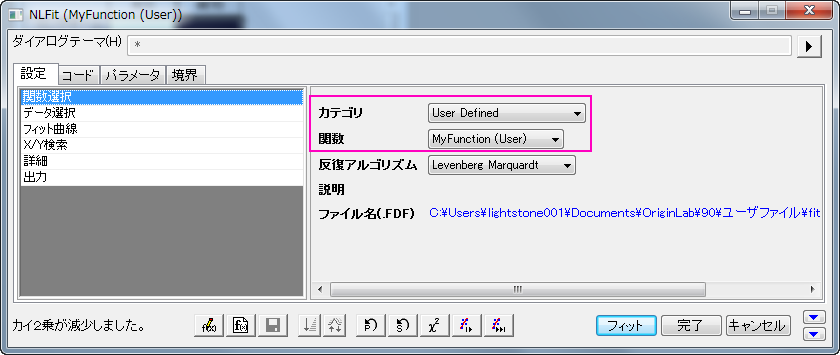 NLFit (MyFunction (User))
ダイアログテーマ(H) *
設定 コード パラメータ 境界
関数選択
データ選択
フィット曲線
X/Y検索
詳細
出力
カテゴリ User Defined
関数 MyFunction (User)
反復アルゴリズム Levenberg Marquardt
説明
ファイル名(.FDF) C:¥Users¥lightstone001¥Documents¥OriginLab¥90¥ユーザファイル¥fit
カイ2乗が減少しました。
フィット 完了 キャンセル